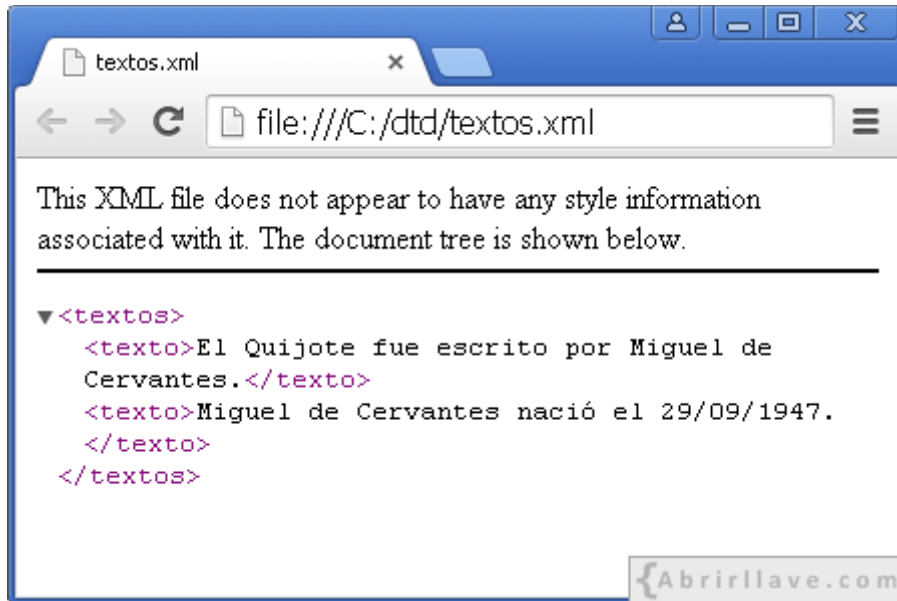 textos.xml
file:///C:/dtd/textos.xml
This XML file does not appear to have any style information
associated with it. The document tree is shown below.
▼<textos>
<texto>El Quijote fue escrito por Miguel de
Cervantes.</texto>
<texto>Miguel de Cervantes nació el 29/09/1947.
</texto>
</textos>
{Abrirllave.com